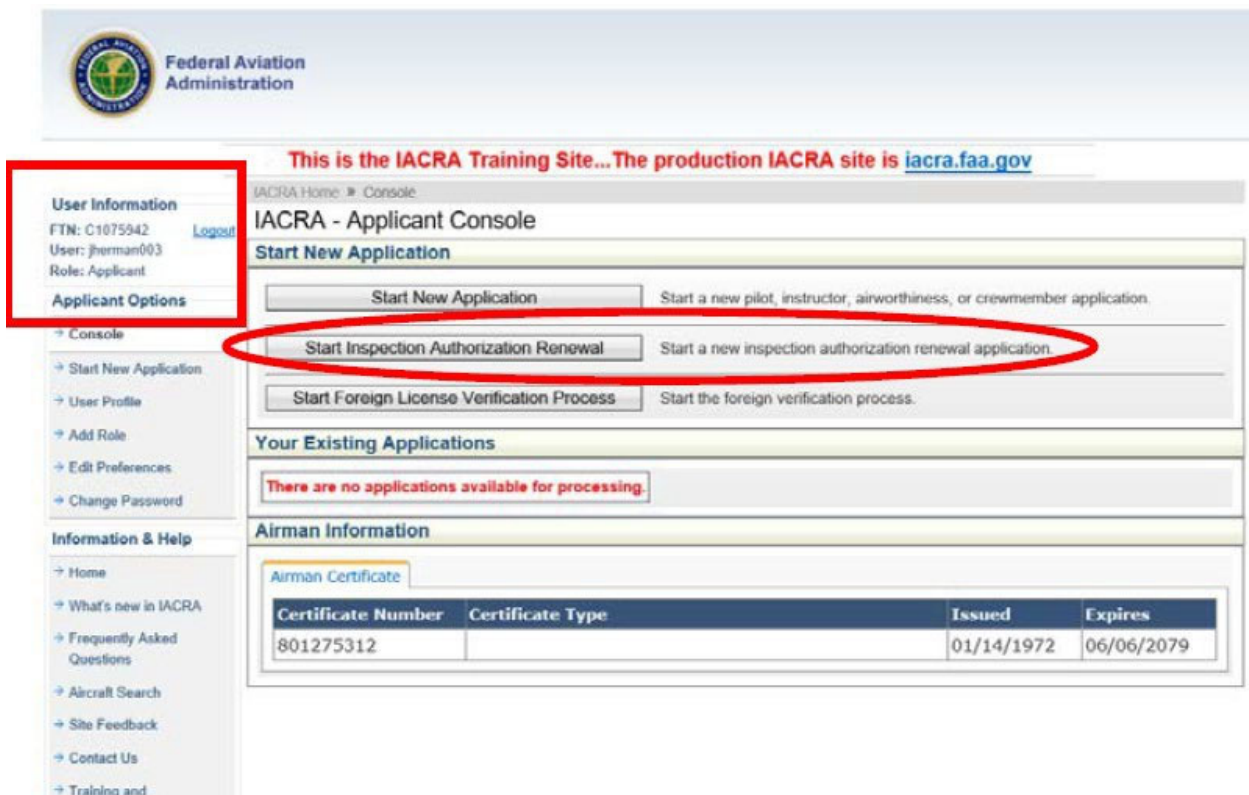 Federal Aviation
Administration
This is the IACRA Training Site...The production IACRA site is iacra.faa.gov
User Information
FTN: C1075942 Logout
User: jherman003
Role: Applicant
Applicant Options
Console
Start New Application
User Profile
Add Role
Edit Preferences
Change Password
Information & Help
Home
What's new in IACRA
Frequently Asked
Questions
Aircraft Search
Site Feedback
Contact Us
Training and
IACRA Home » Console
IACRA - Applicant Console
Start New Application
Start New Application Start a new pilot, instructor, airworthiness, or crewmember application.
Start Inspection Authorization Renewal Start a new inspection authorization renewal application.
Start Foreign License Verification Process Start the foreign verification process.
Your Existing Applications
There are no applications available for processing.
Airman Information
Airman Certificate
Certificate Number Certificate Type Issued Expires
801275312 01/14/1972 06/06/2079